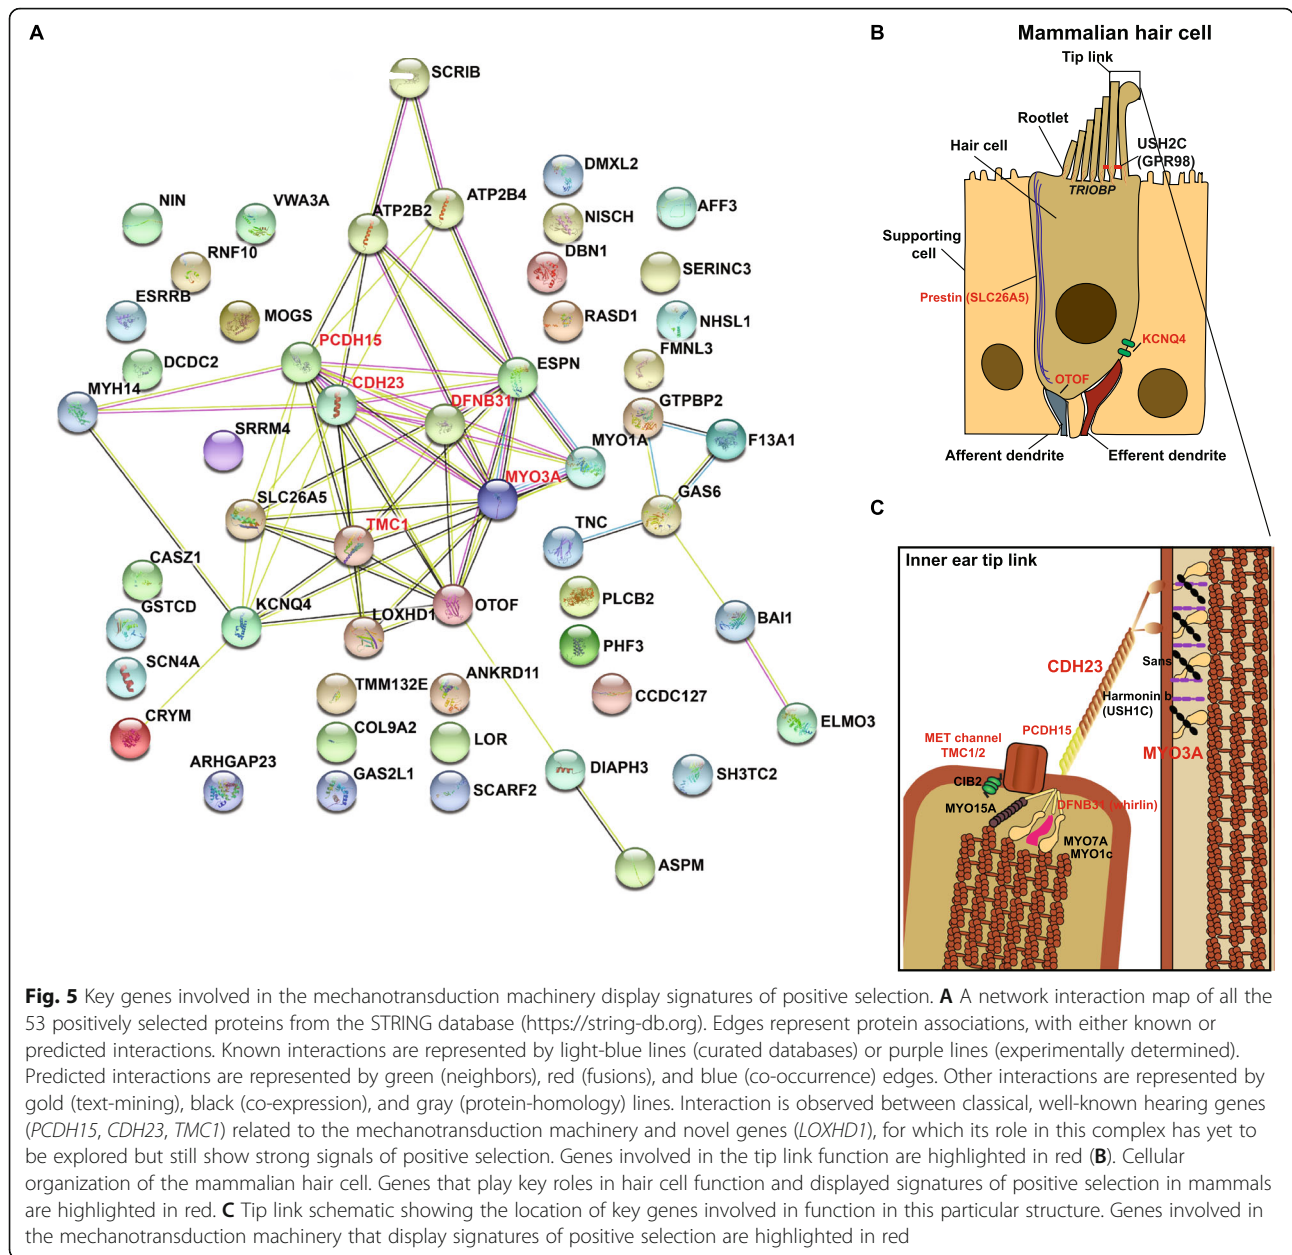 A
SCRIB
ATP2B4
ATP2B2
NIN
VWA3A
RNF10
ESRRB
MOGS
DCDC2
MYH14
PCDH15
CDH23
DFNB31
ESPN
DMXL2
NISCH
AFF3
DBN1
SERINC3
RASD1
NHSL1
FMNL3
GTPBP2
MYO1A
F13A1
SRRM4
MYO3A
SLC26A5
TMC1
GAS6
TNC
CASZ1
GSTCD
KCNQ4
LOXHD1
OTOF
PLCB2
BAI1
PHF3
SCN4A
TMM132E
ANKRD11
CCDC127
CRYM
COL9A2
LOR
ELMO3
ARHGAP23
GAS2L1
SCARF2
DIAPH3
SH3TC2
ASPM
B
Mammalian hair cell
Tip link
Rootlet
Hair cell
USH2C
(GPR98)
TRIOBP
Supporting
cell
Prestin (SLC26A5)
KCNQ4
OTOF
Afferent dendrite
Efferent dendrite
C
Inner ear tip link
CDH23
Sans
Harmonin b
(USH1C)
PCDH15
MET channel
TMC1/2
MYO3A
CIB2
DFNB31 (whirlin)
MYO15A
MYO7A
MYO1c
Fig. 5 Key genes involved in the mechanotransduction machinery display signatures of positive selection. A A network interaction map of all the
53 positively selected proteins from the STRING database (https://string-db.org). Edges represent protein associations, with either known or
predicted interactions. Known interactions are represented by light-blue lines (curated databases) or purple lines (experimentally determined).
Predicted interactions are represented by green (neighbors), red (fusions), and blue (co-occurrence) edges. Other interactions are represented by
gold (text-mining), black (co-expression), and gray (protein-homology) lines. Interaction is observed between classical, well-known hearing genes
(PCDH15, CDH23, TMC1) related to the mechanotransduction machinery and novel genes (LOXHD1), for which its role in this complex has yet to
be explored but still show strong signals of positive selection. Genes involved in the tip link function are highlighted in red (B). Cellular
organization of the mammalian hair cell. Genes that play key roles in hair cell function and displayed signatures of positive selection in mammals
are highlighted in red. C Tip link schematic showing the location of key genes involved in function in this particular structure. Genes involved in
the mechanotransduction machinery that display signatures of positive selection are highlighted in red